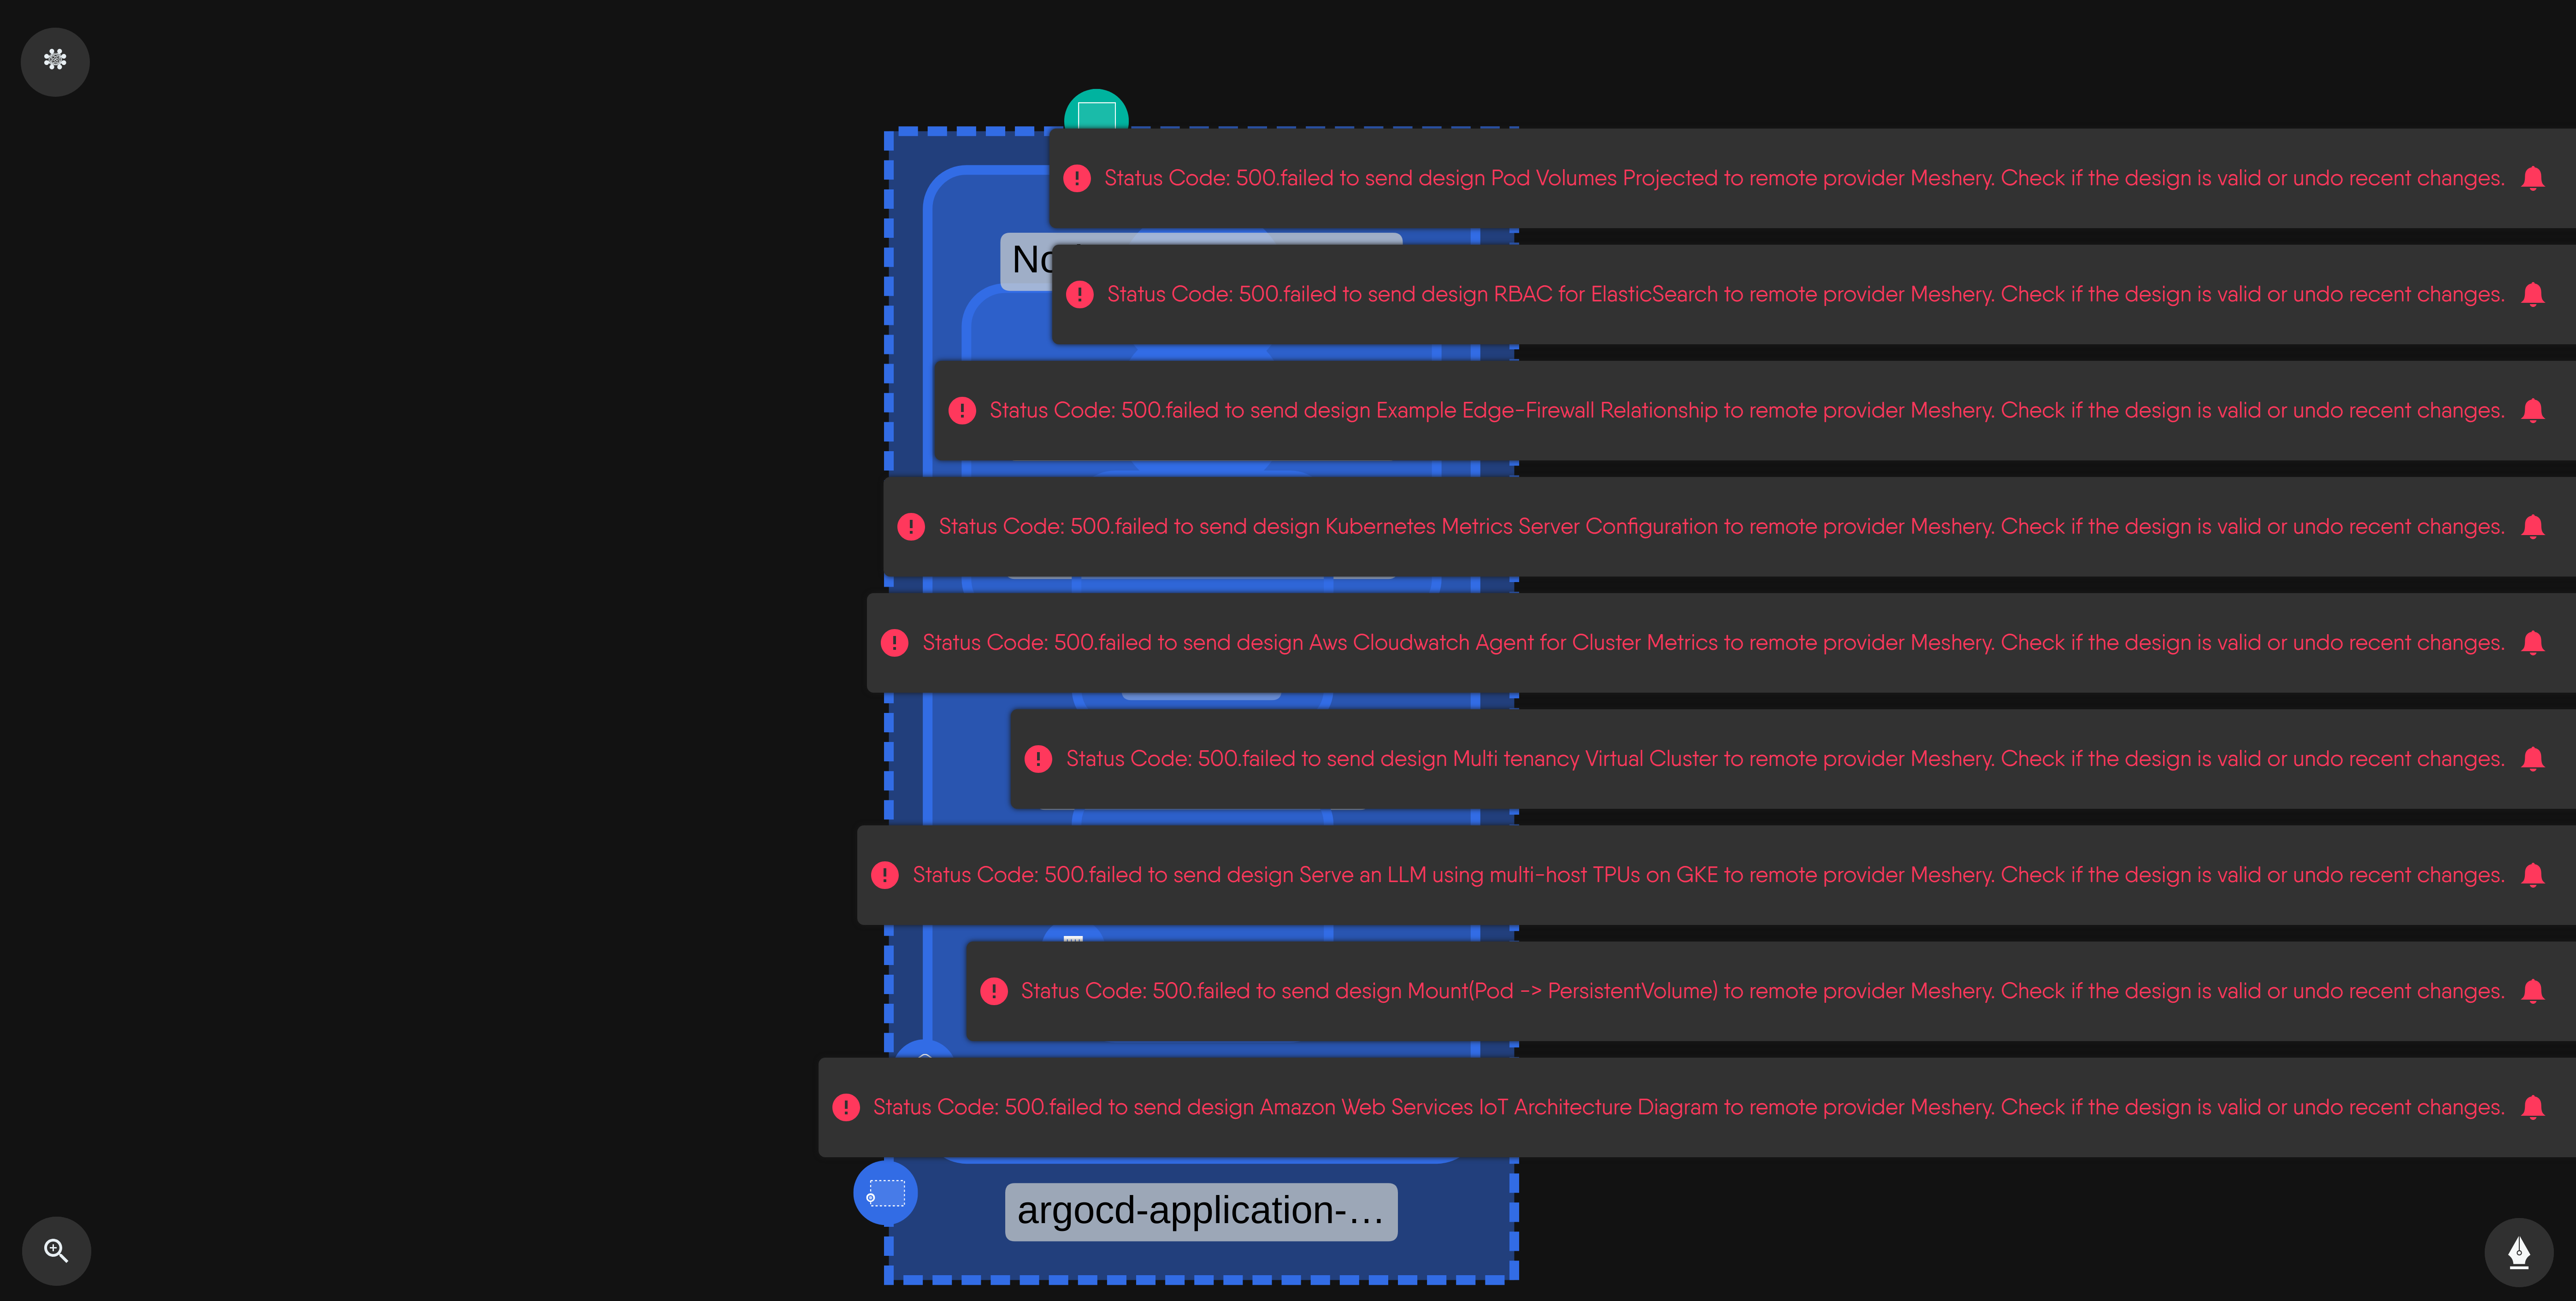 Status Code: 500.failed to send design Pod Volumes Projected to remote provider Meshery. Check if the design is valid or undo recent changes.
Status Code: 500.failed to send design RBAC for ElasticSearch to remote provider Meshery. Check if the design is valid or undo recent changes.
Status Code: 500.failed to send design Example Edge-Firewall Relationship to remote provider Meshery. Check if the design is valid or undo recent changes.
Status Code: 500.failed to send design Kubernetes Metrics Server Configuration to remote provider Meshery. Check if the design is valid or undo recent changes.
Status Code: 500.failed to send design Aws Cloudwatch Agent for Cluster Metrics to remote provider Meshery. Check if the design is valid or undo recent changes.
Status Code: 500.failed to send design Multi tenancy Virtual Cluster to remote provider Meshery. Check if the design is valid or undo recent changes.
Status Code: 500.failed to send design Serve an LLM using multi-host TPUs on GKE to remote provider Meshery. Check if the design is valid or undo recent changes.
Status Code: 500.failed to send design Mount(Pod -> PersistentVolume) to remote provider Meshery. Check if the design is valid or undo recent changes.
Status Code: 500.failed to send design Amazon Web Services IoT Architecture Diagram to remote provider Meshery. Check if the design is valid or undo recent changes.
argocd-application-…